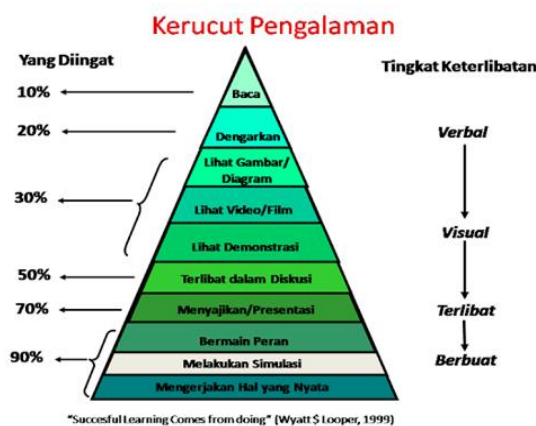 Kerucut Pengalaman
Yang Diingat
Tingkat Keterlibatan
10%
Baca
20%
Dengarkan
Verbal
Lihat Gambar/
Diagram
30%
Lihat Video/Film
Visual
Lihat Demonstrasi
50%
Terlibat dalam Diskusi
70%
Menyajikan/Presentasi
Terlibat
Bermain Peran
90%
Melakukan Simulasi
Berbuat
Mengerjakan Hal yang Nyata
"Succesful Learning Comes from doing" (Wyatt $ Looper, 1999)